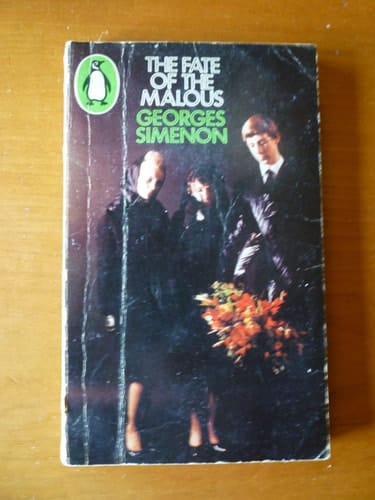 THE FATE
OF THE
MALOUS
GEORGES
SIMENON